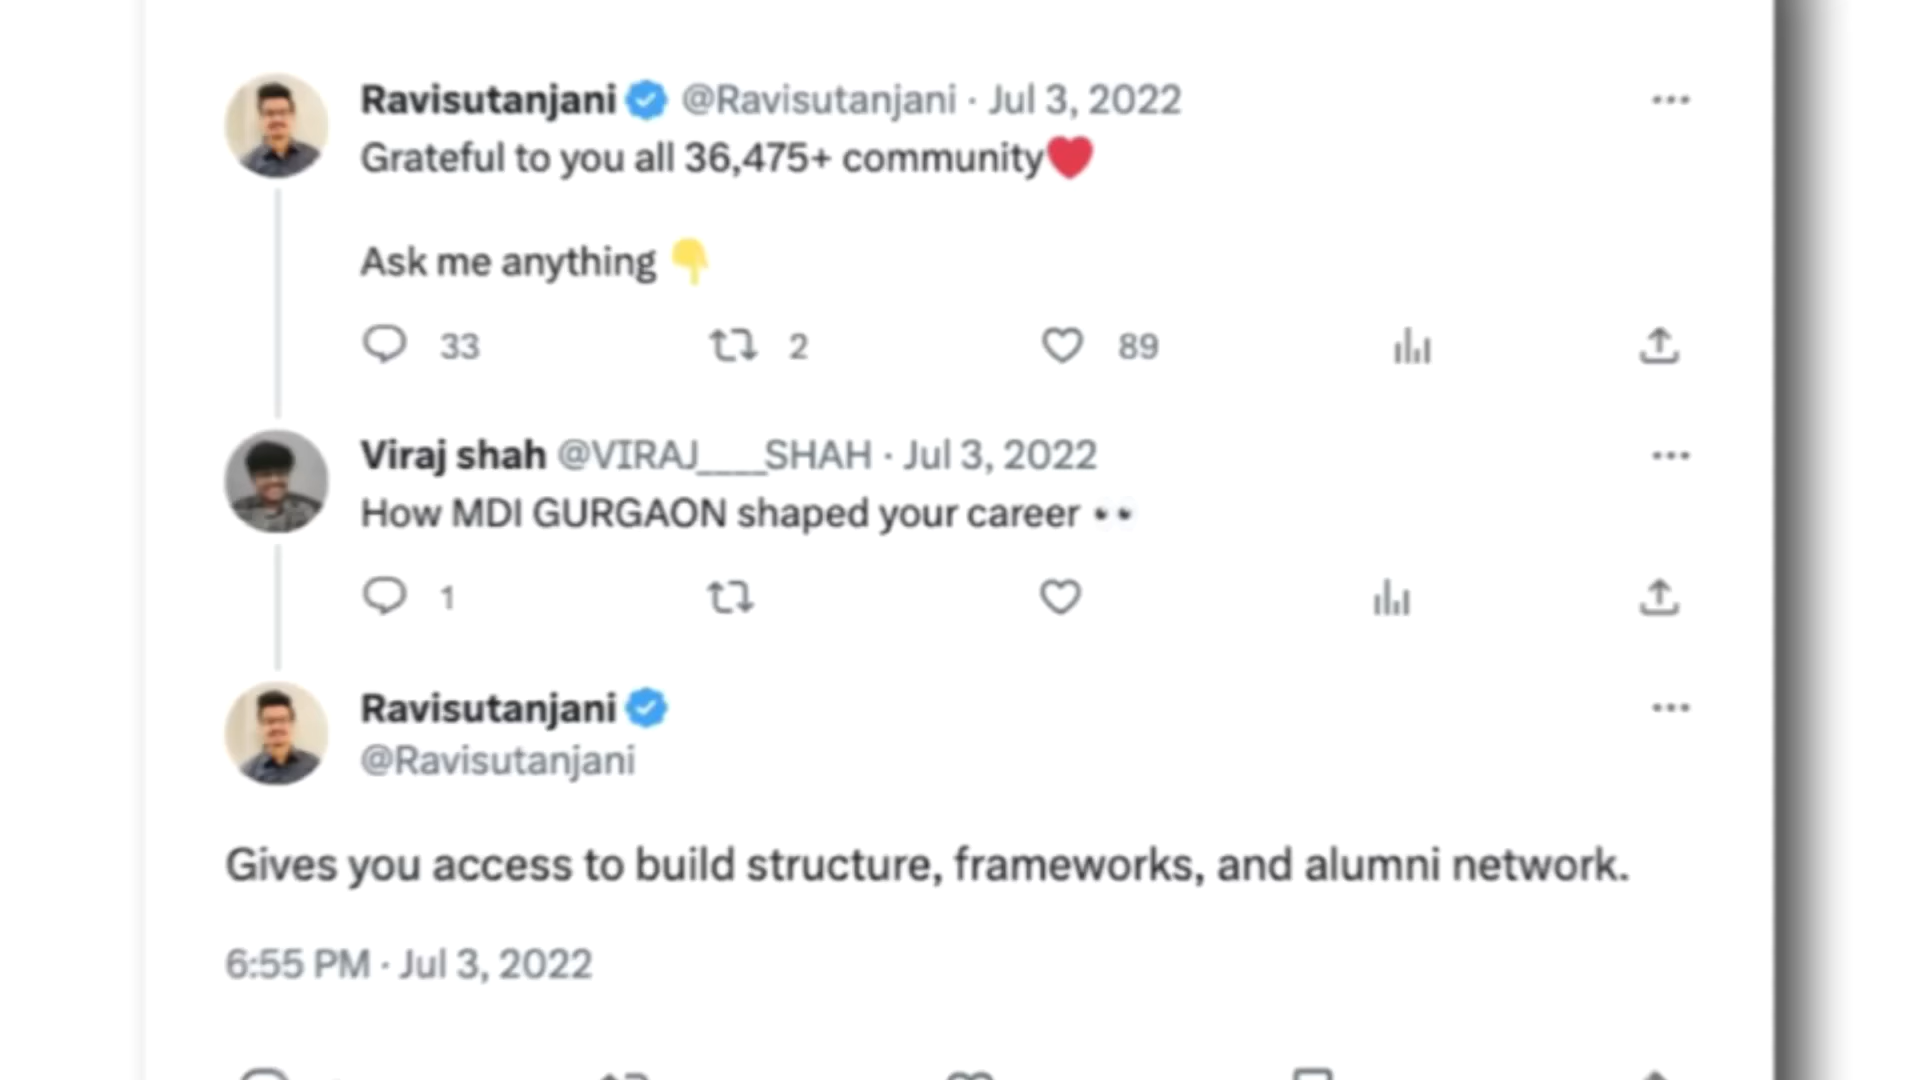 Ravisutanjani @Ravisutanjani · Jul 3, 2022
Grateful to you all 36,475+ community❤️
Ask me anything 👇
33 2 89
Viraj shah @VIRAJ____SHAH · Jul 3, 2022
How MDI GURGAON shaped your career 👀
1
Ravisutanjani
@Ravisutanjani
Gives you access to build structure, frameworks, and alumni network.
6:55 PM · Jul 3, 2022